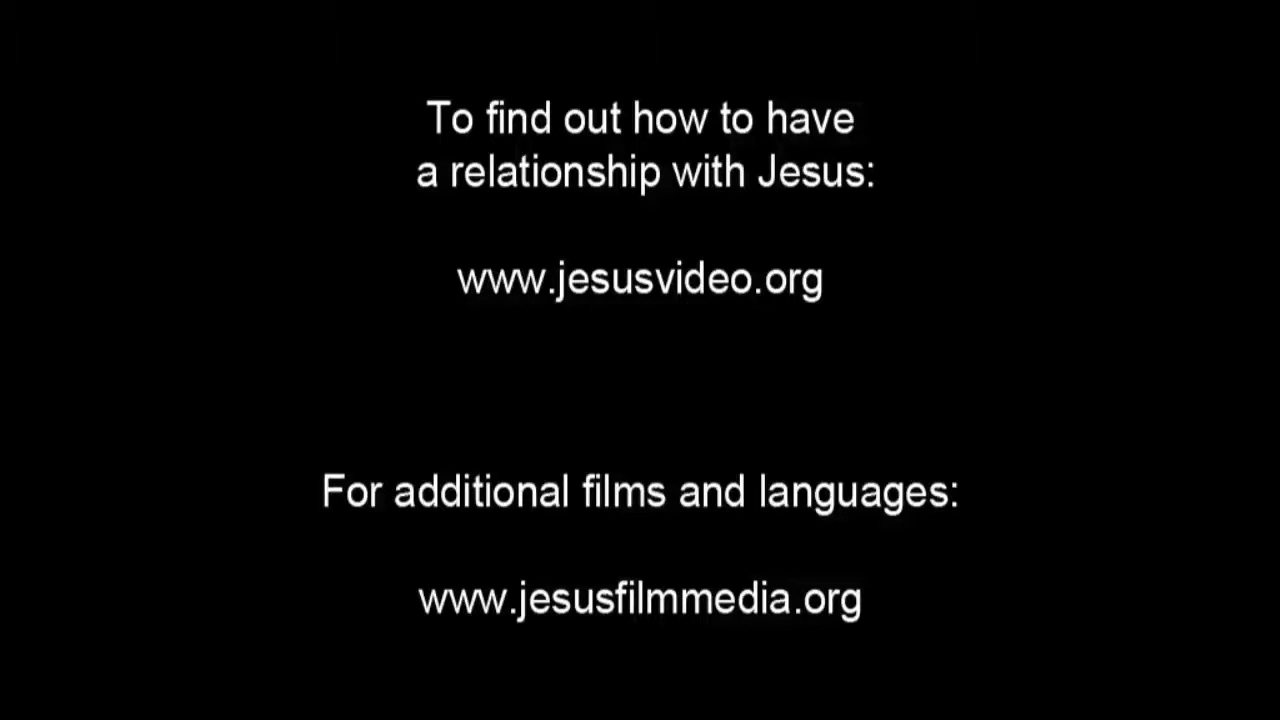 To find out how to have
a relationship with Jesus:
www.jesusvideo.org
For additional films and languages:
www.jesusfilmmedia.org